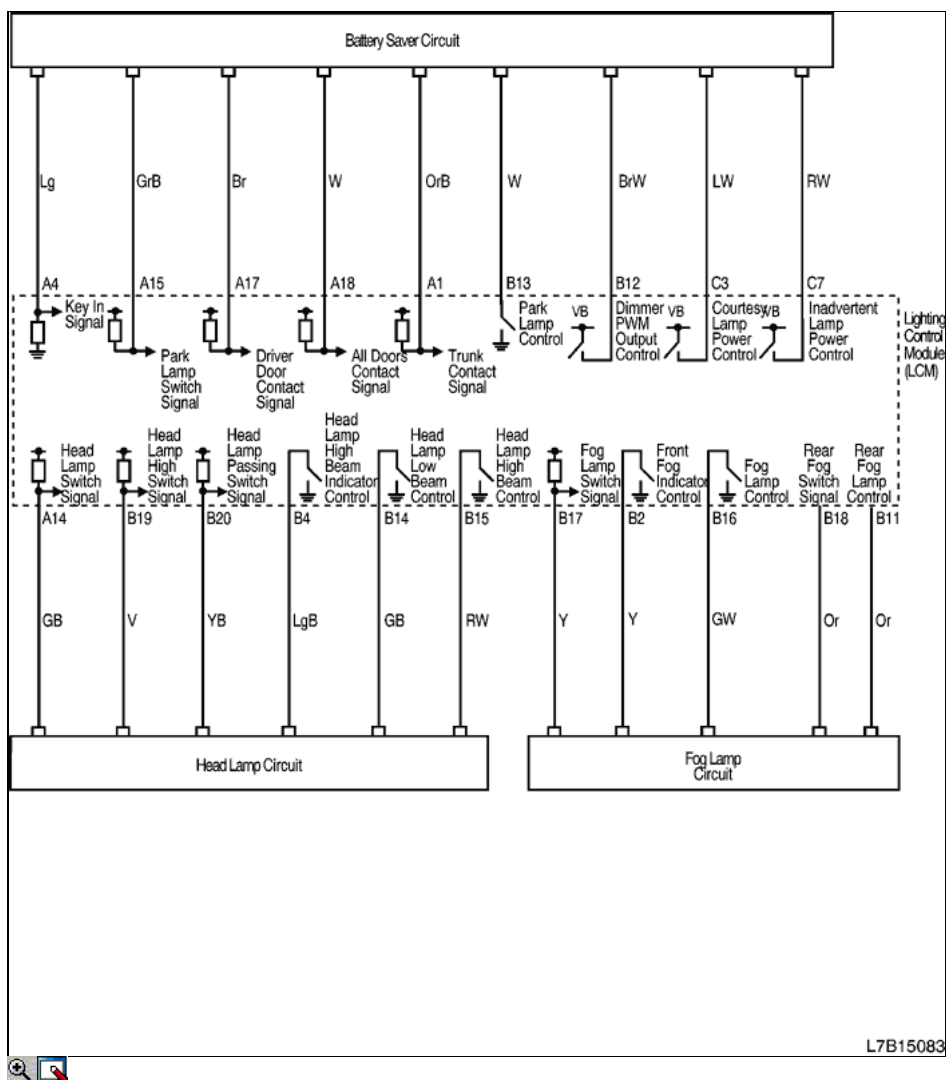 Battery Saver Circuit
Lg GrB Br W OrB W BrW LW RW
A4 A15 A17 A18 A1 B13 B12 C3 C7
Key In
Signal
Park
Lamp
Switch
Signal
Driver
Door
Contact
Signal
All Doors
Contact
Signal
Trunk
Contact
Signal
Park
Lamp
Control
VB
Dimmer
PWM
Output
Control
VB
Courtesy
Lamp
Power
Control
VB
Inadvertent
Lamp
Power
Control
Lighting
Control
Module
(LCM)
Head
Lamp
Switch
Signal
Head
Lamp
High
Switch
Signal
Head
Lamp
Passing
Switch
Signal
Head
Lamp
High
Beam
Indicator
Control
Head
Lamp
Low
Beam
Control
Head
Lamp
High
Beam
Control
Fog
Lamp
Switch
Signal
Front
Fog
Indicator
Control
Fog
Lamp
Control
Rear
Fog
Switch
Signal
Rear
Fog
Lamp
Control
A14 B19 B20 B4 B14 B15 B17 B2 B16 B18 B11
GB V YB LgB GB RW Y Y GW Or Or
Head Lamp Circuit
Fog Lamp
Circuit
L7B15083